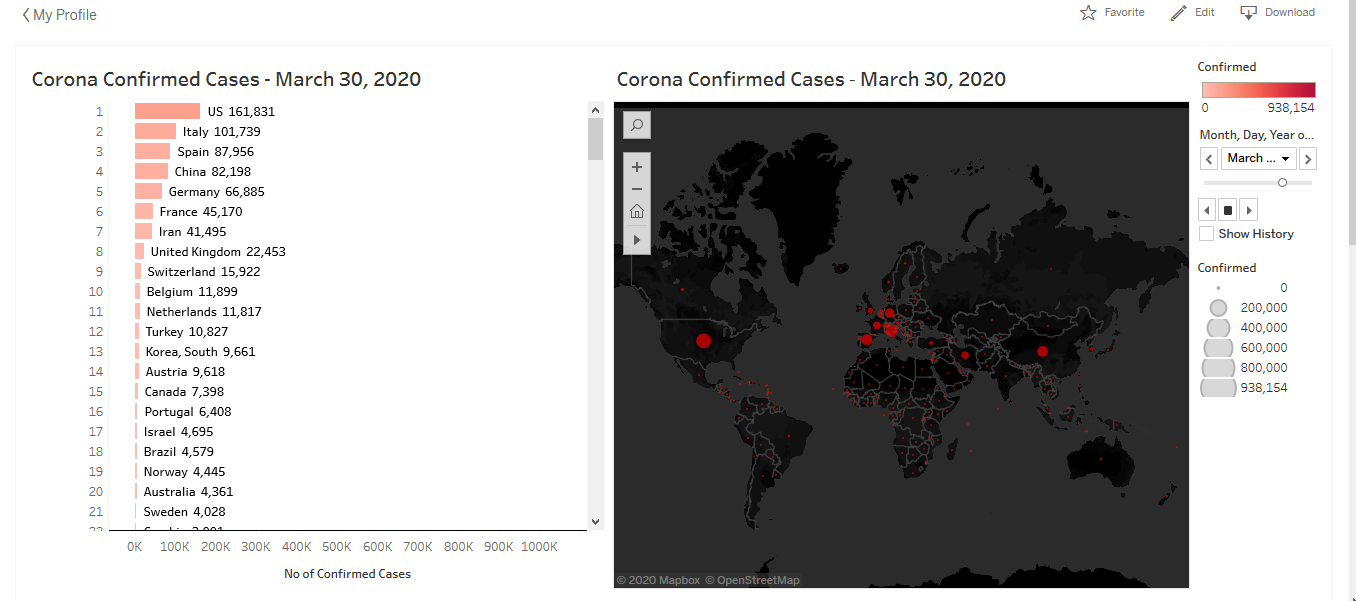 My Profile
Favorite
Edit
Download
Corona Confirmed Cases - March 30, 2020
1 US 161,831
2 Italy 101,739
3 Spain 87,956
4 China 82,198
5 Germany 66,885
6 France 45,170
7 Iran 41,495
8 United Kingdom 22,453
9 Switzerland 15,922
10 Belgium 11,899
11 Netherlands 11,817
12 Turkey 10,827
13 Korea, South 9,661
14 Austria 9,618
15 Canada 7,398
16 Portugal 6,408
17 Israel 4,695
18 Brazil 4,579
19 Norway 4,445
20 Australia 4,361
21 Sweden 4,028
0K 100K 200K 300K 400K 500K 600K 700K 800K 900K 1000K
No of Confirmed Cases
Corona Confirmed Cases - March 30, 2020
© 2020 Mapbox © OpenStreetMap
Confirmed
0 938,154
Month, Day, Year o...
March ...
Show History
Confirmed
0
200,000
400,000
600,000
800,000
938,154